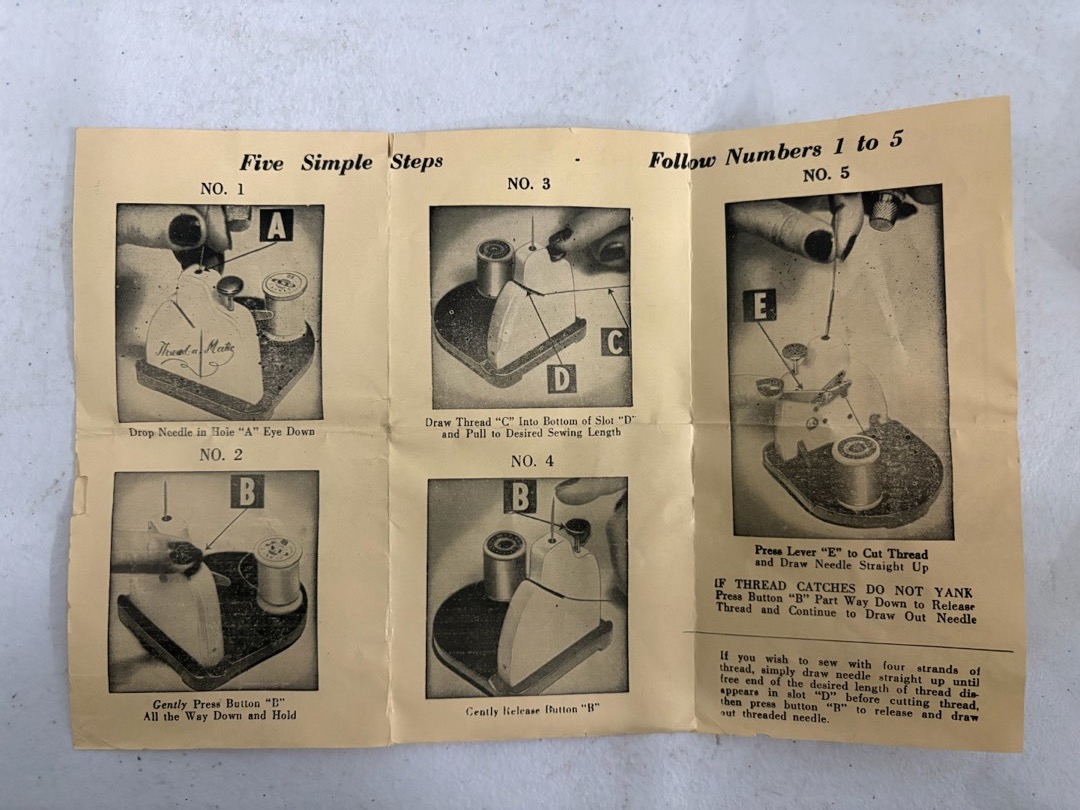 Five Simple Steps - Follow Numbers 1 to 5
NO. 1
A
Thread a Matic
Drop Needle in Hole "A" Eye Down
NO. 2
B
Gently Press Button "B"
All the Way Down and Hold
NO. 3
C
D
Draw Thread "C" Into Bottom of Slot "D"
and Pull to Desired Sewing Length
NO. 4
B
Gently Release Button "B"
NO. 5
E
Press Lever "E" to Cut Thread
and Draw Needle Straight Up
IF THREAD CATCHES DO NOT YANK
Press Button "B" Part Way Down to Release
Thread and Continue to Draw Out Needle
If you wish to sew with four strands of
thread, simply draw needle straight up until
free end of the desired length of thread dis-
appears in slot "D" before cutting thread,
then press button "B" to release and draw
out threaded needle.